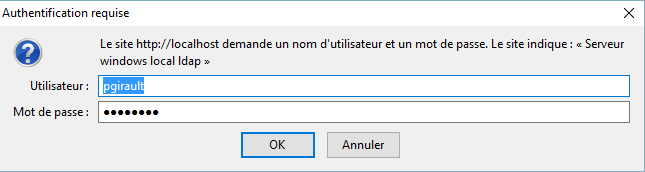 Authentification requise
Le site http://localhost demande un nom d'utilisateur et un mot de passe. Le site indique : « Serveur
windows local ldap »
Utilisateur : pgirault
Mot de passe : ●●●●●●●●
OK Annuler